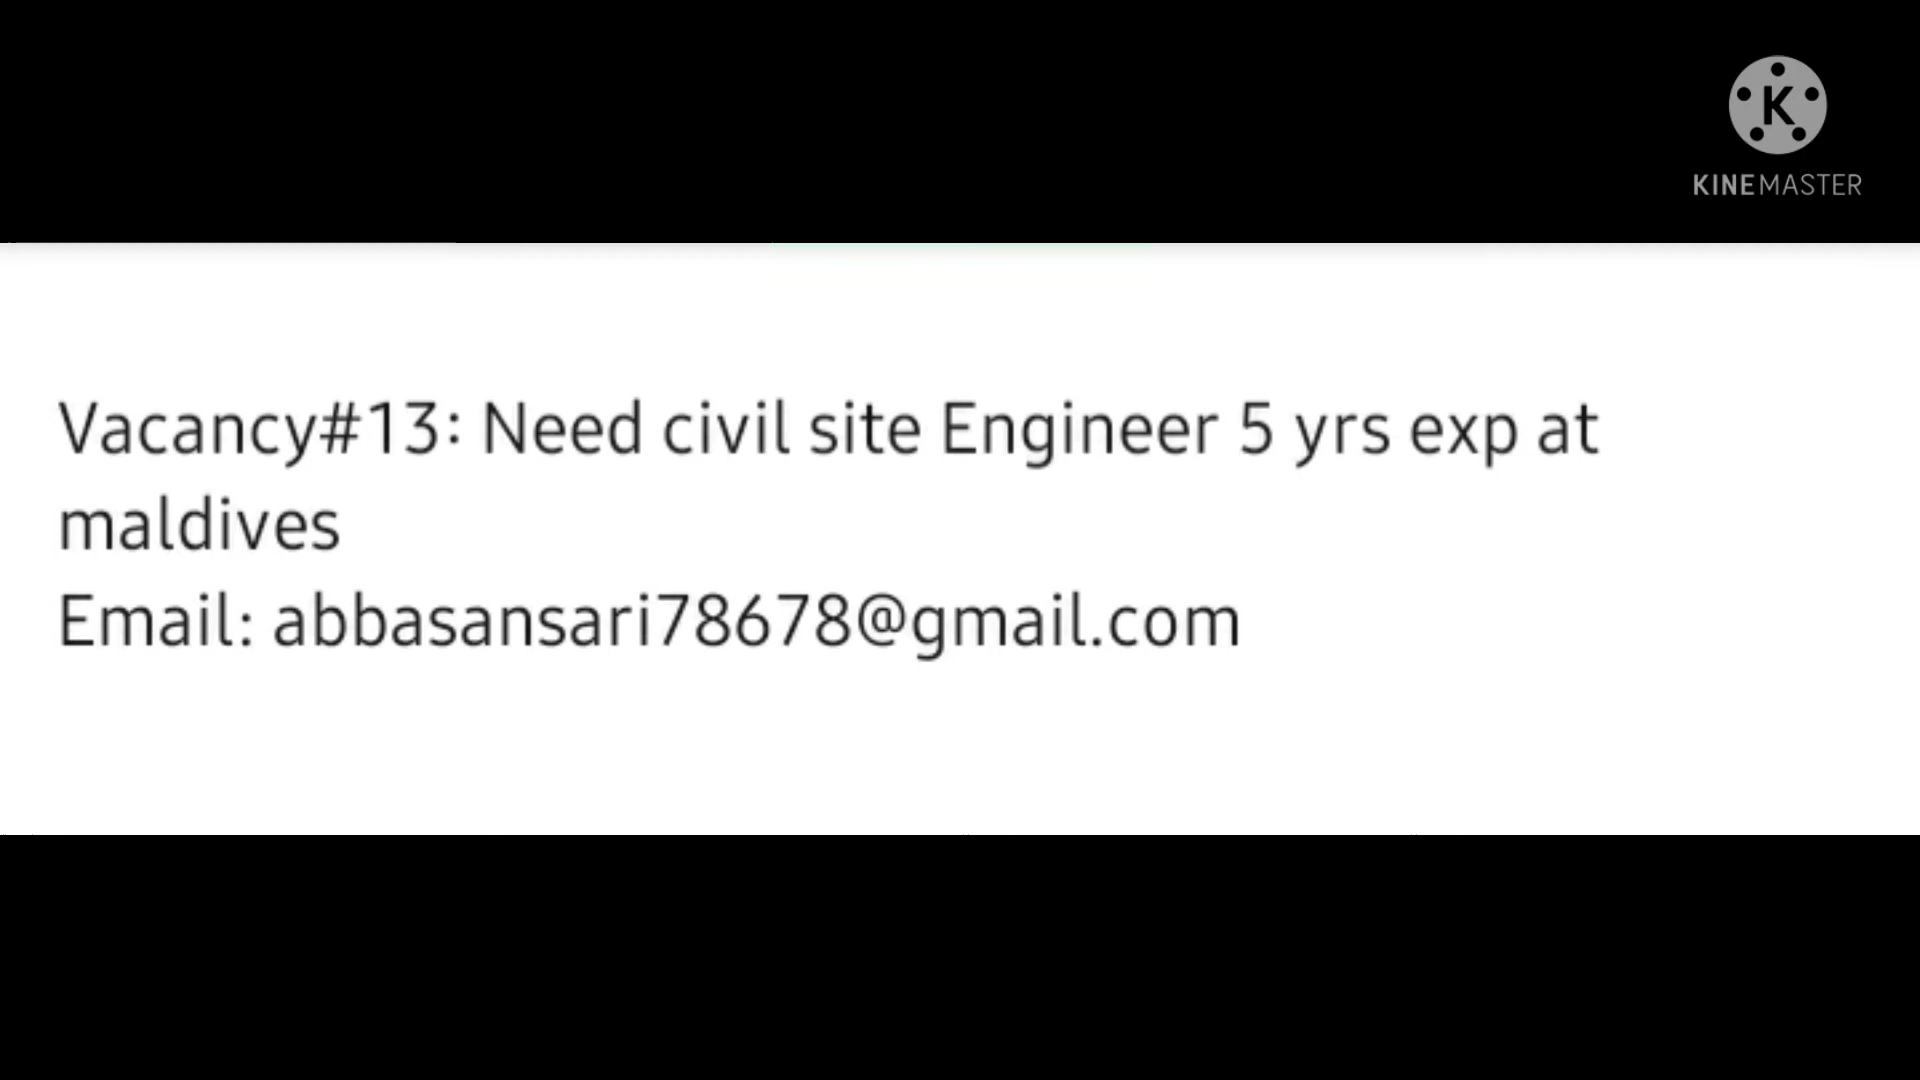 K
KINEMASTER
Vacancy#13: Need civil site Engineer 5 yrs exp at
maldives
Email: abbasansari78678@gmail.com